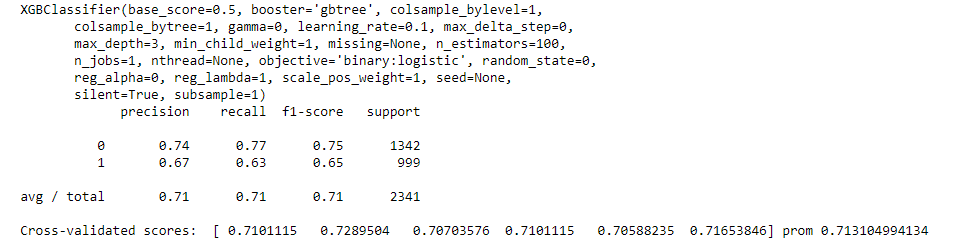 XGBClassifier(base_score=0.5, booster='gbtree', colsample_bylevel=1,
colsample_bytree=1, gamma=0, learning_rate=0.1, max_delta_step=0,
max_depth=3, min_child_weight=1, missing=None, n_estimators=100,
n_jobs=1, nthread=None, objective='binary:logistic', random_state=0,
reg_alpha=0, reg_lambda=1, scale_pos_weight=1, seed=None,
silent=True, subsample=1)
precision recall f1-score support
0 0.74 0.77 0.75 1342
1 0.67 0.63 0.65 999
avg / total 0.71 0.71 0.71 2341
Cross-validated scores: [ 0.7101115 0.7289504 0.70703576 0.7101115 0.70588235 0.71653846] prom 0.713104994134